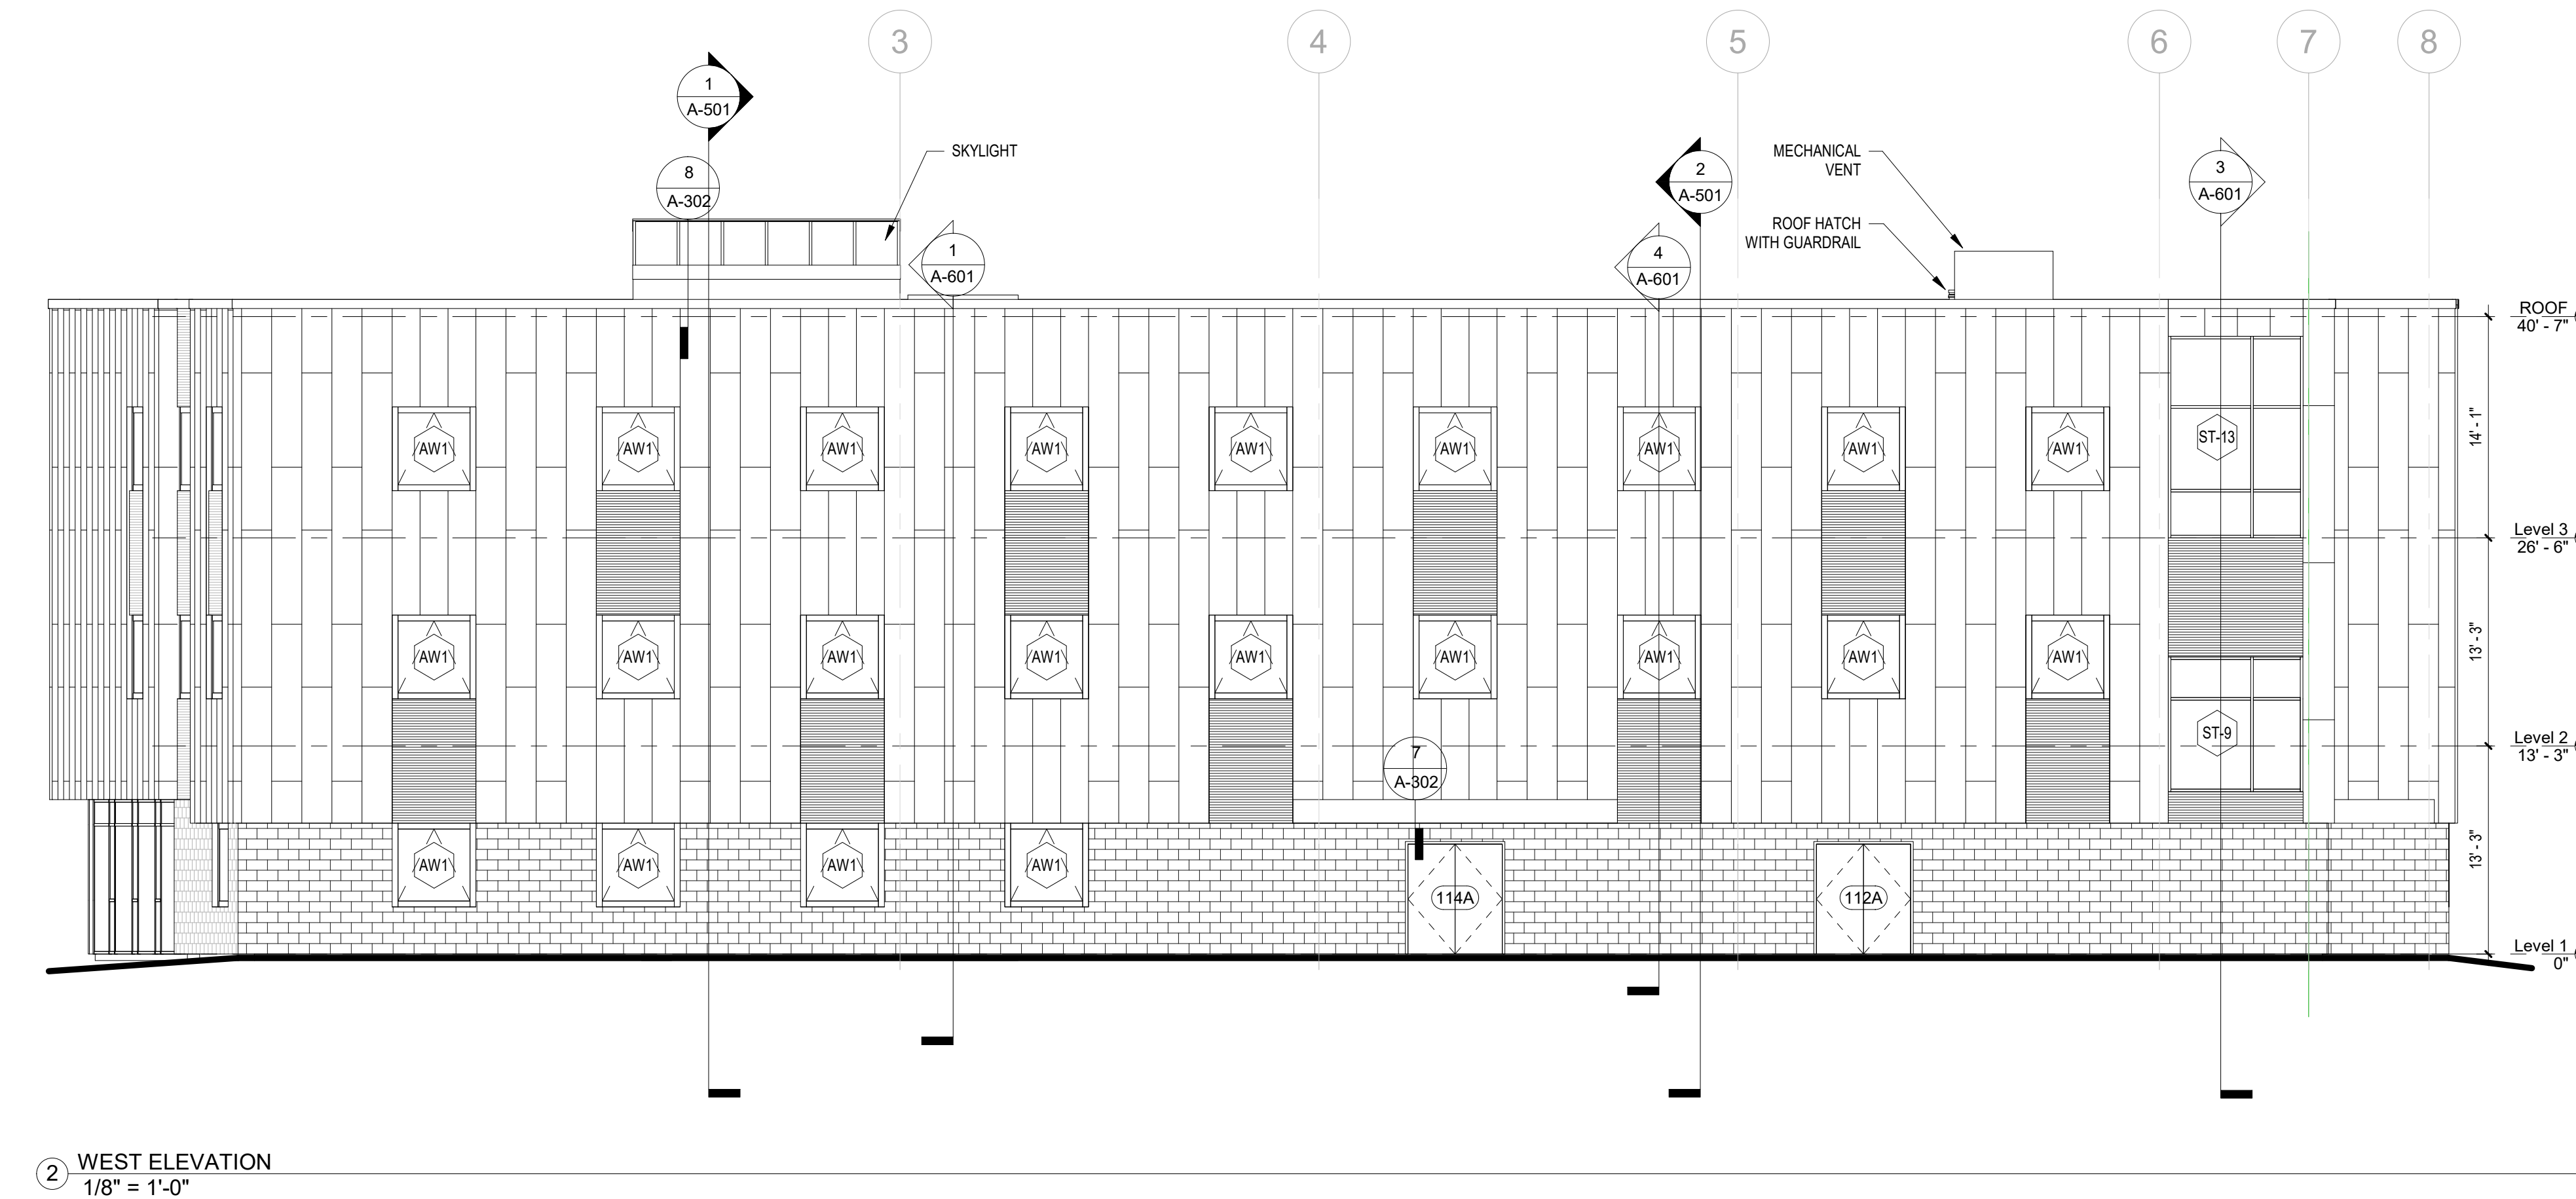 3
4
5
6
7
8
1
A-501
8
A-302
SKYLIGHT
1
A-601
4
A-601
2
A-501
MECHANICAL
VENT
ROOF HATCH
WITH GUARDRAIL
3
A-601
ROOF
40' - 7"
14' - 1"
AW1 AW1 AW1 AW1 AW1 AW1 AW1 AW1 AW1 ST-13
Level 3
26' - 6"
13' - 3"
AW1 AW1 AW1 AW1 AW1 AW1 AW1 AW1 AW1
ST-9
Level 2
13' - 3"
7
A-302
13' - 3"
AW1 AW1 AW1 AW1
114A
112A
Level 1
0"
2
WEST ELEVATION
1/8" = 1'-0"